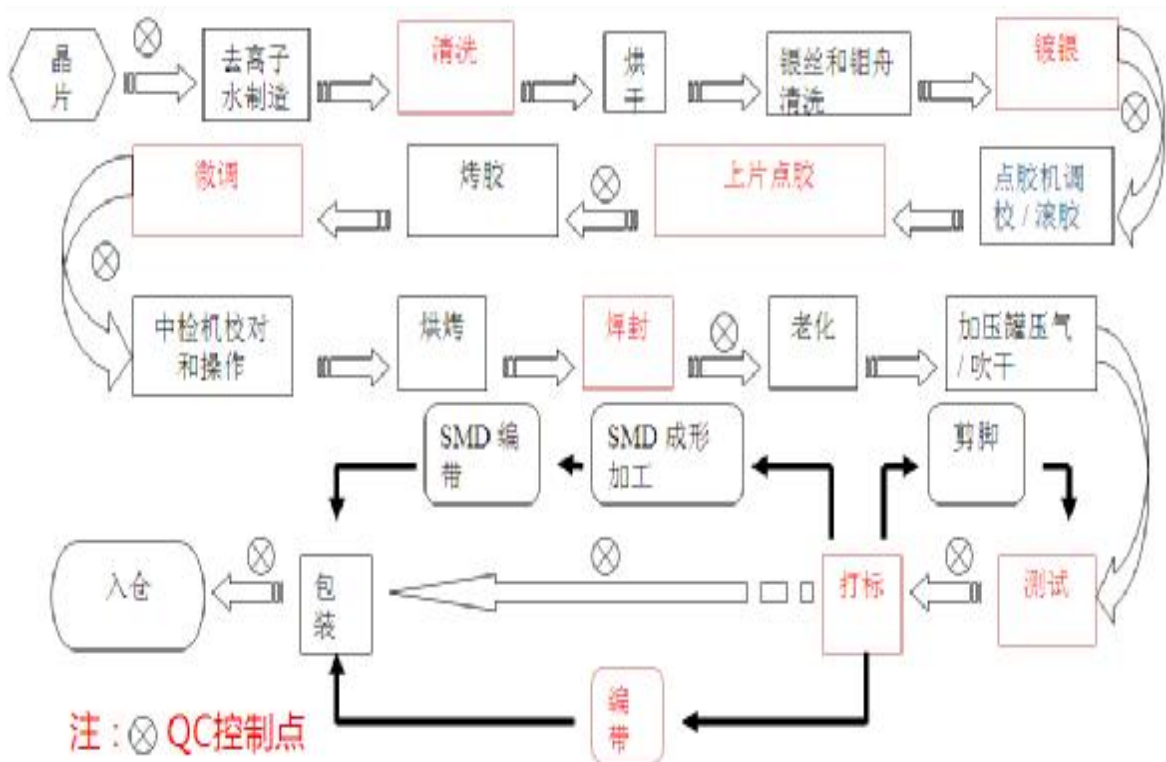 晶
片
去离子
水制造
清洗
烘
干
银丝和钼舟
清洗
镀银
点胶机调
校 / 滚胶
上片点胶
烤胶
微调
中检机校对
和操作
烘烤
焊封
老化
加压罐压气
/ 吹干
SMD 编
带
SMD 成形
加工
剪脚
测试
打标
包
装
入仓
编
带
注：⊗ QC控制点